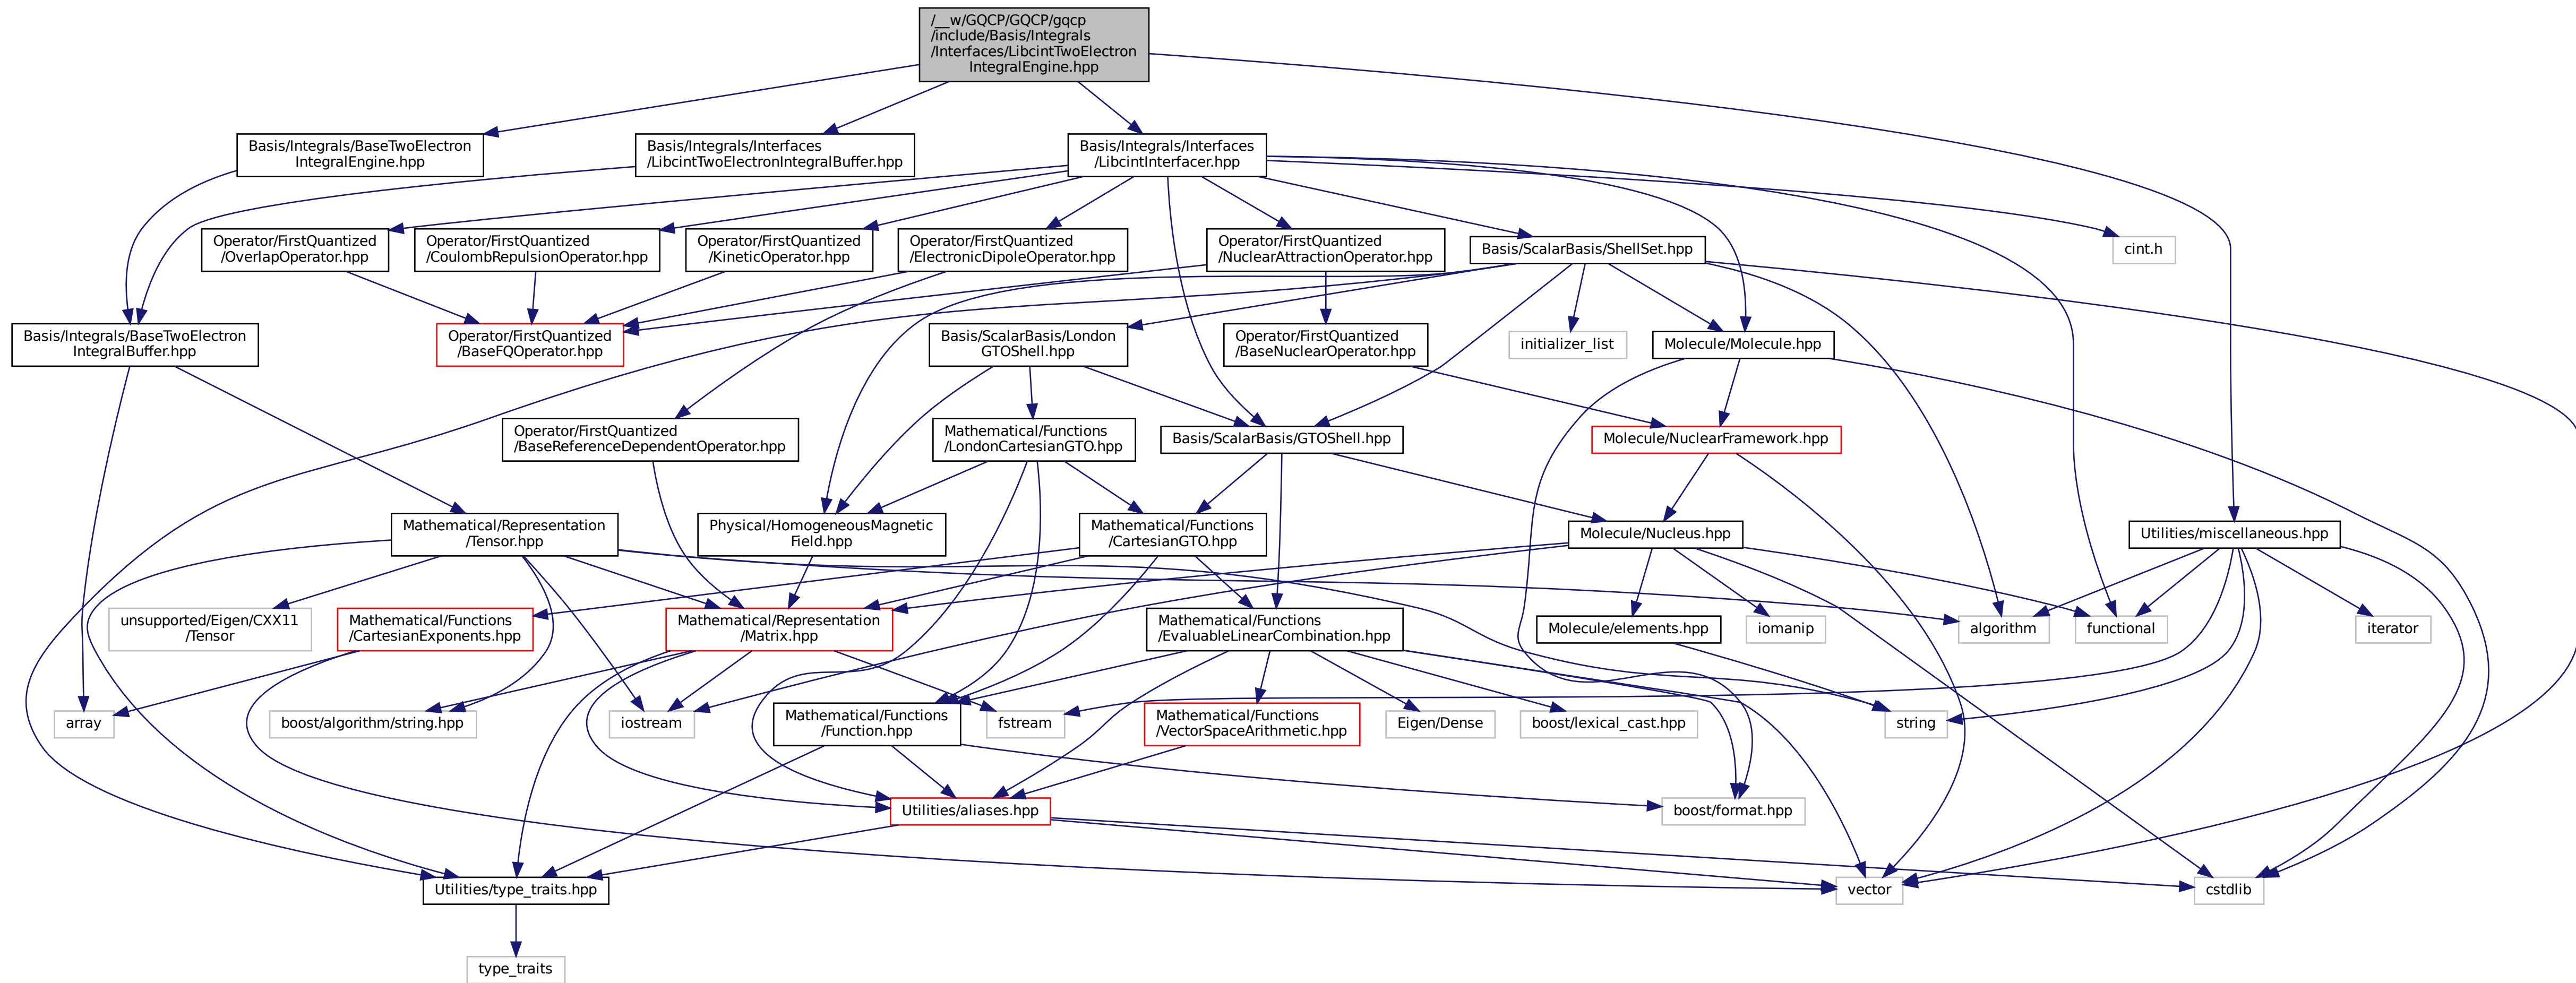 /__w/GQCP/GQCP/gqcp
/include/Basis/Integrals
/Interfaces/LibcintTwoElectron
IntegralEngine.hpp
Basis/Integrals/BaseTwoElectron
IntegralEngine.hpp
Basis/Integrals/Interfaces
/LibcintTwoElectronIntegralBuffer.hpp
Basis/Integrals/Interfaces
/LibcintInterfacer.hpp
Operator/FirstQuantized
/OverlapOperator.hpp
Operator/FirstQuantized
/CoulombRepulsionOperator.hpp
Operator/FirstQuantized
/KineticOperator.hpp
Operator/FirstQuantized
/ElectronicDipoleOperator.hpp
Operator/FirstQuantized
/NuclearAttractionOperator.hpp
Basis/ScalarBasis/ShellSet.hpp
cint.h
Basis/Integrals/BaseTwoElectron
IntegralBuffer.hpp
Operator/FirstQuantized
/BaseFQOperator.hpp
Basis/ScalarBasis/London
GTOShell.hpp
Operator/FirstQuantized
/BaseNuclearOperator.hpp
initializer_list
Molecule/Molecule.hpp
Operator/FirstQuantized
/BaseReferenceDependentOperator.hpp
Mathematical/Functions
/LondonCartesianGTO.hpp
Basis/ScalarBasis/GTOShell.hpp
Molecule/NuclearFramework.hpp
Mathematical/Representation
/Tensor.hpp
Physical/HomogeneousMagnetic
Field.hpp
Mathematical/Functions
/CartesianGTO.hpp
Molecule/Nucleus.hpp
Utilities/miscellaneous.hpp
unsupported/Eigen/CXX11
/Tensor
Mathematical/Functions
/CartesianExponents.hpp
Mathematical/Representation
/Matrix.hpp
Mathematical/Functions
/EvaluableLinearCombination.hpp
Molecule/elements.hpp
iomanip
algorithm
functional
iterator
array
boost/algorithm/string.hpp
iostream
Mathematical/Functions
/Function.hpp
fstream
Mathematical/Functions
/VectorSpaceArithmetic.hpp
Eigen/Dense
boost/lexical_cast.hpp
string
Utilities/aliases.hpp
boost/format.hpp
Utilities/type_traits.hpp
vector
cstdlib
type_traits